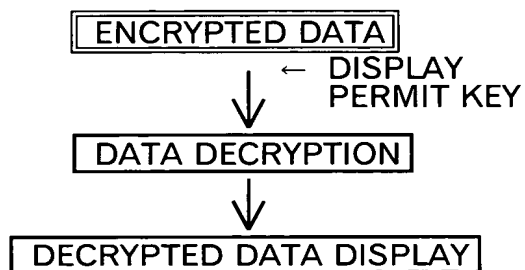 ENCRYPTED DATA
← DISPLAY
PERMIT KEY
DATA DECRYPTION
DECRYPTED DATA DISPLAY